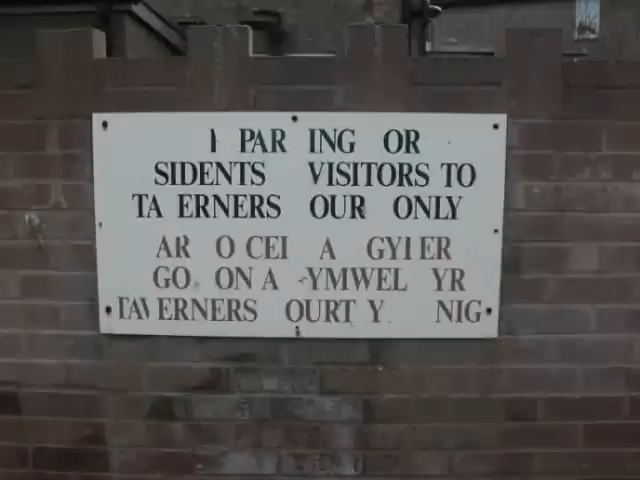 PAR ING OR
SIDENTS VISITORS TO
TA ERNERS OUR ONLY
AR O CEI A GYI ER
GO ON A YMWEL YR
TAVERNERS OURT Y NIG